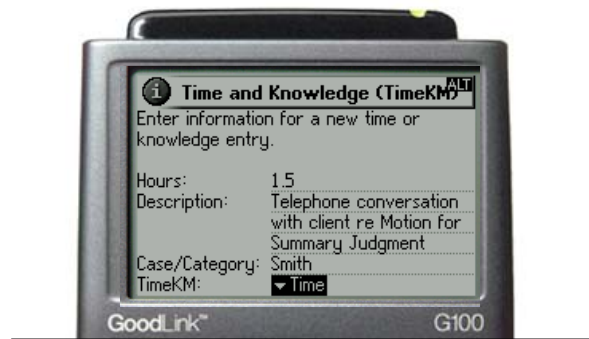 Time and Knowledge (TimeKM)
ALT
Enter information for a new time or
knowledge entry.
Hours: 1.5
Description: Telephone conversation
with client re Motion for
Summary Judgment
Case/Category: Smith
TimeKM: Time
GoodLink™ G100